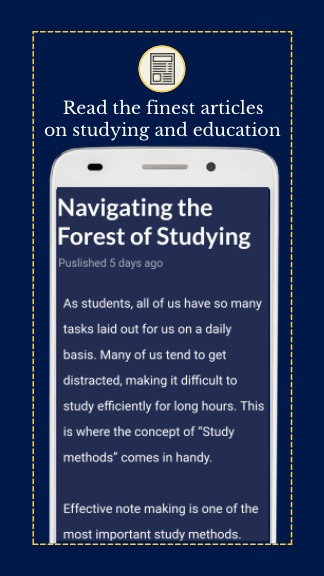 Read the finest articles
on studying and education
Navigating the
Forest of Studying
Puslished 5 days ago
As students, all of us have so many
tasks laid out for us on a daily
basis. Many of us tend to get
distracted, making it difficult to
study efficiently for long hours. This
is where the concept of “Study
methods” comes in handy.
Effective note making is one of the
most important study methods.